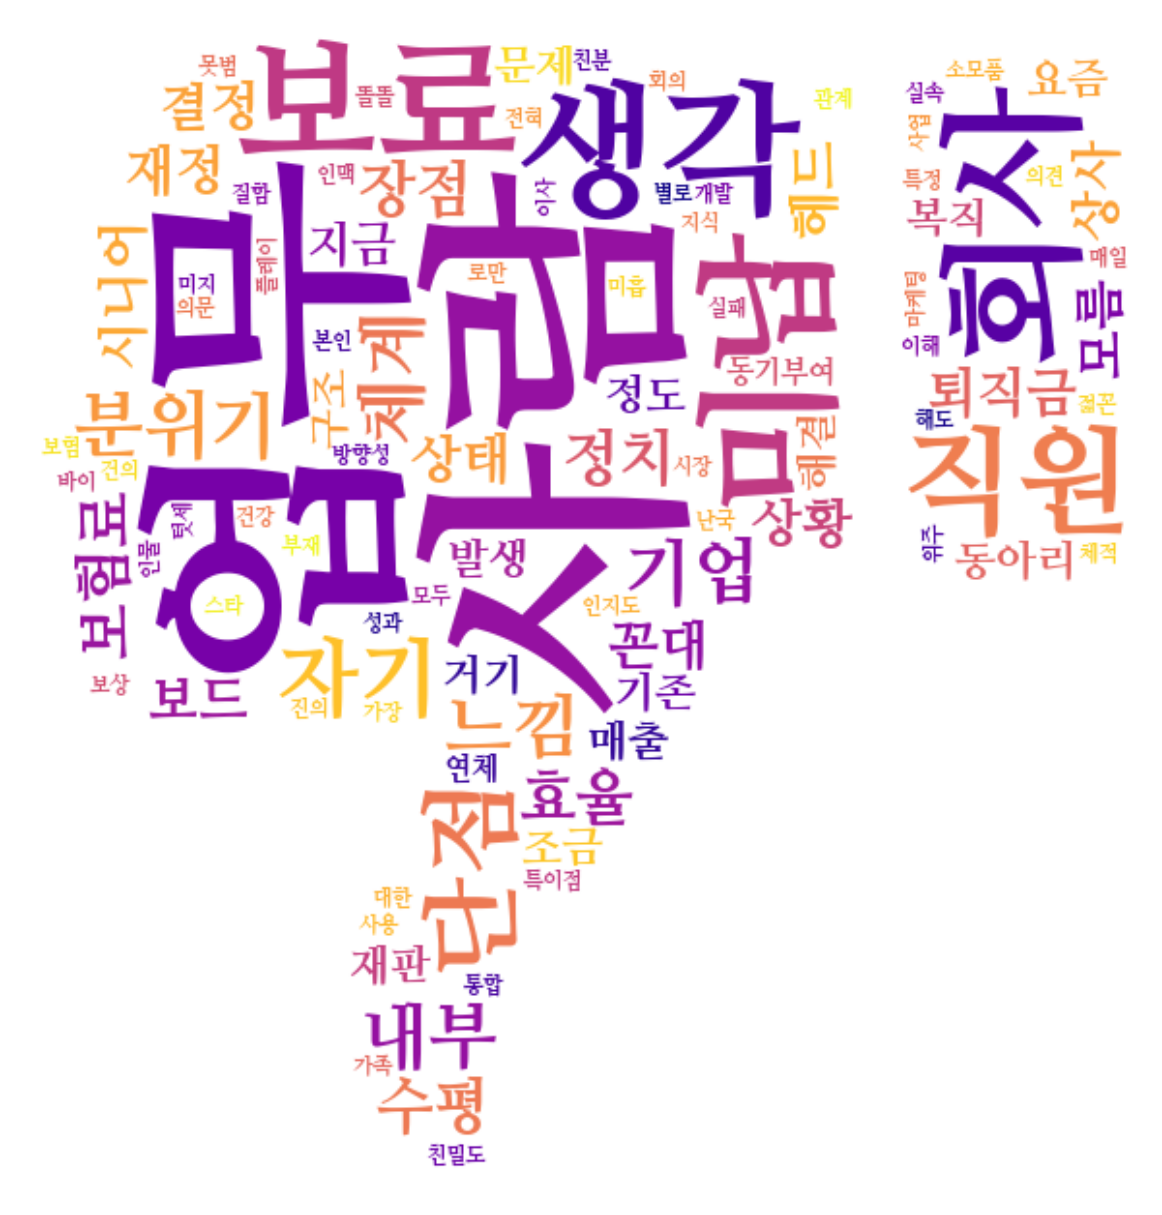 못범
보료
문제
친분
결정
똘똘
생각
회의
관계
전혀
재정
인맥
장점
이사
별로
개발
헤드
질함
지식
업무
사람
지금
시니어
미지
의문
플레이
로만
미흡
실패
미납
본인
체계
구조
정도
동기부여
분위기
방향성
상태
정치
시장
해결
보험
건의
바이
건강
텃세
난국
상황
보험료
인물
부재
발생
기업
모두
스타
성과
인지도
꼰대
보상
보드
자기
진의
가장
거기
기존
느낌
매출
연체
효율
단점
조금
특이점
대한
사용
재판
통합
내부
가족
수평
친밀도
소모품
요즘
실속
회사
사업
특정
의견
상사
복직
매일
마케팅
이해
모름
퇴직금
절꼰
해도
직원
위주
동아리
체적